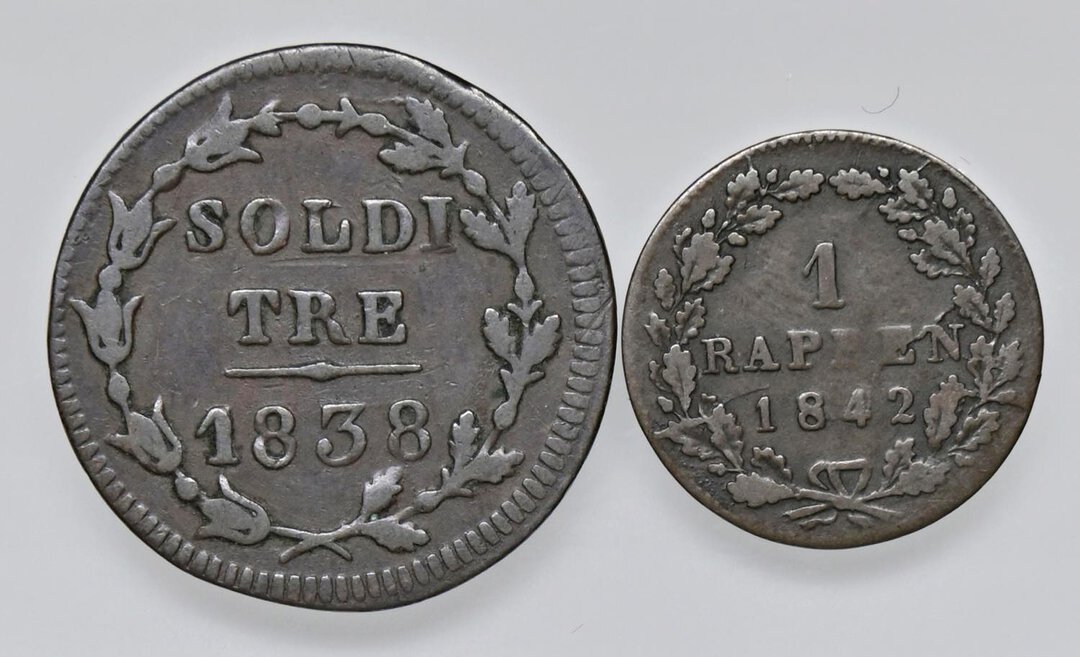 SOLDI
TRE
1838
1
RAPPEN
1842